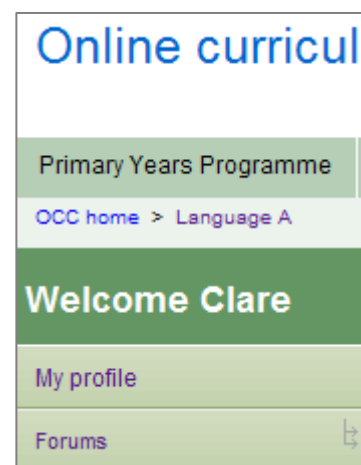 Online curricul
Primary Years Programme
OCC home > Language A
Welcome Clare
My profile
Forums